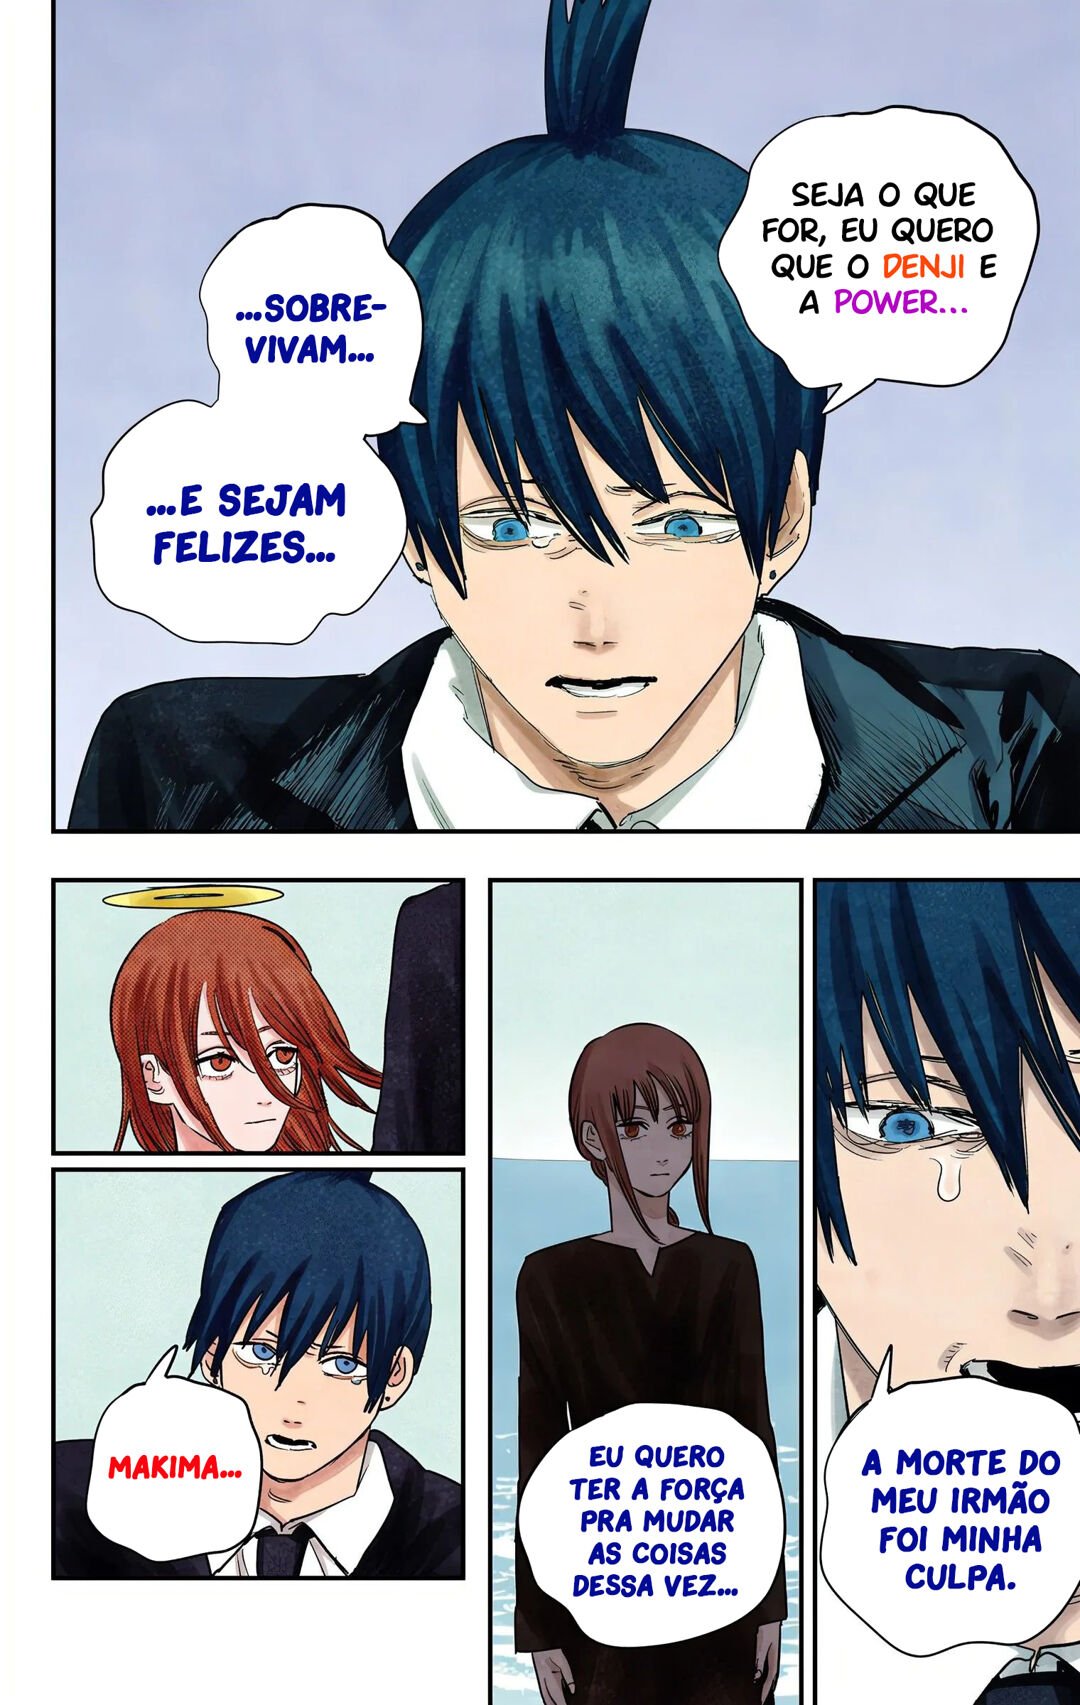 SEJA O QUE
FOR, EU QUERO
QUE O DENJI E
A POWER...
...SOBRE-
VIVAM...
...E SEJAM
FELIZES...
A MORTE DO
MEU IRMÃO
FOI MINHA
CULPA.
EU QUERO
TER A FORÇA
PRA MUDAR
AS COISAS
DESSA VEZ...
MAKIMA...